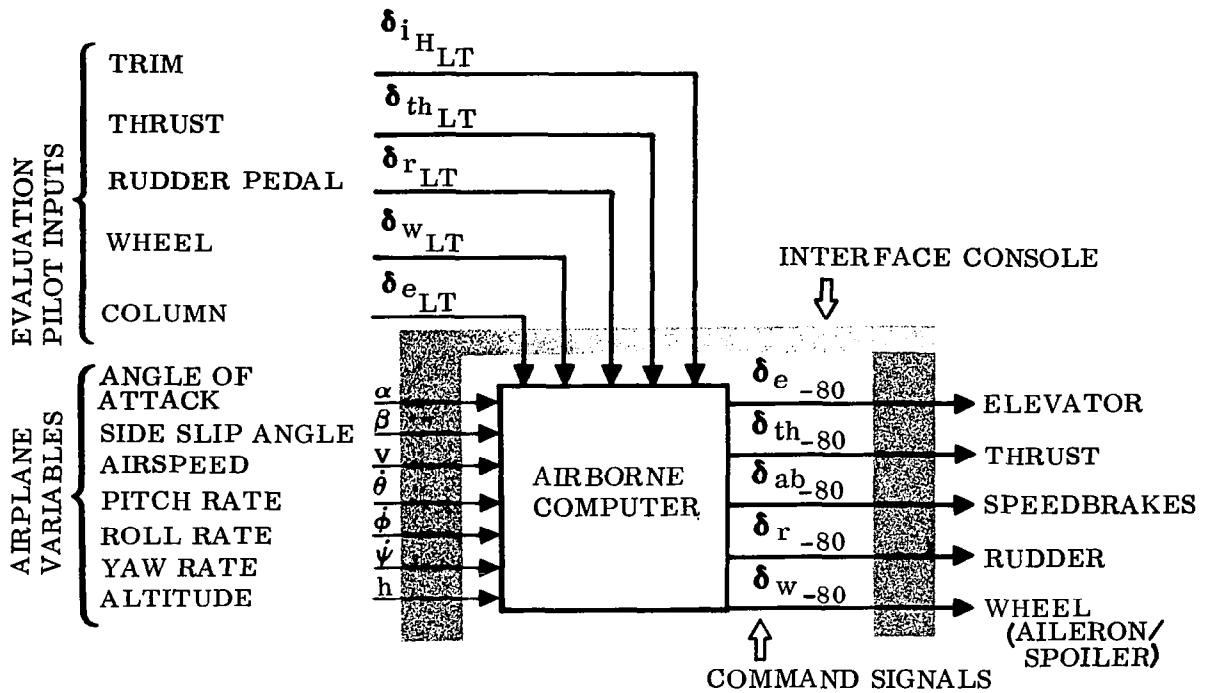 EVALUATION
PILOT INPUTS
TRIM
THRUST
RUDDER PEDAL
WHEEL
COLUMN
δiHLT
δthLT
δrLT
δwLT
δeLT
INTERFACE CONSOLE
AIRPLANE
VARIABLES
ANGLE OF
ATTACK
SIDE SLIP ANGLE
AIRSPEED
PITCH RATE
ROLL RATE
YAW RATE
ALTITUDE
α
β
v
θ̇
φ̇
ψ̇
h
AIRBORNE
COMPUTER
δe-80
δth-80
δab-80
δr-80
δw-80
ELEVATOR
THRUST
SPEEDBRAKES
RUDDER
WHEEL
(AILERON/
SPOILER)
COMMAND SIGNALS